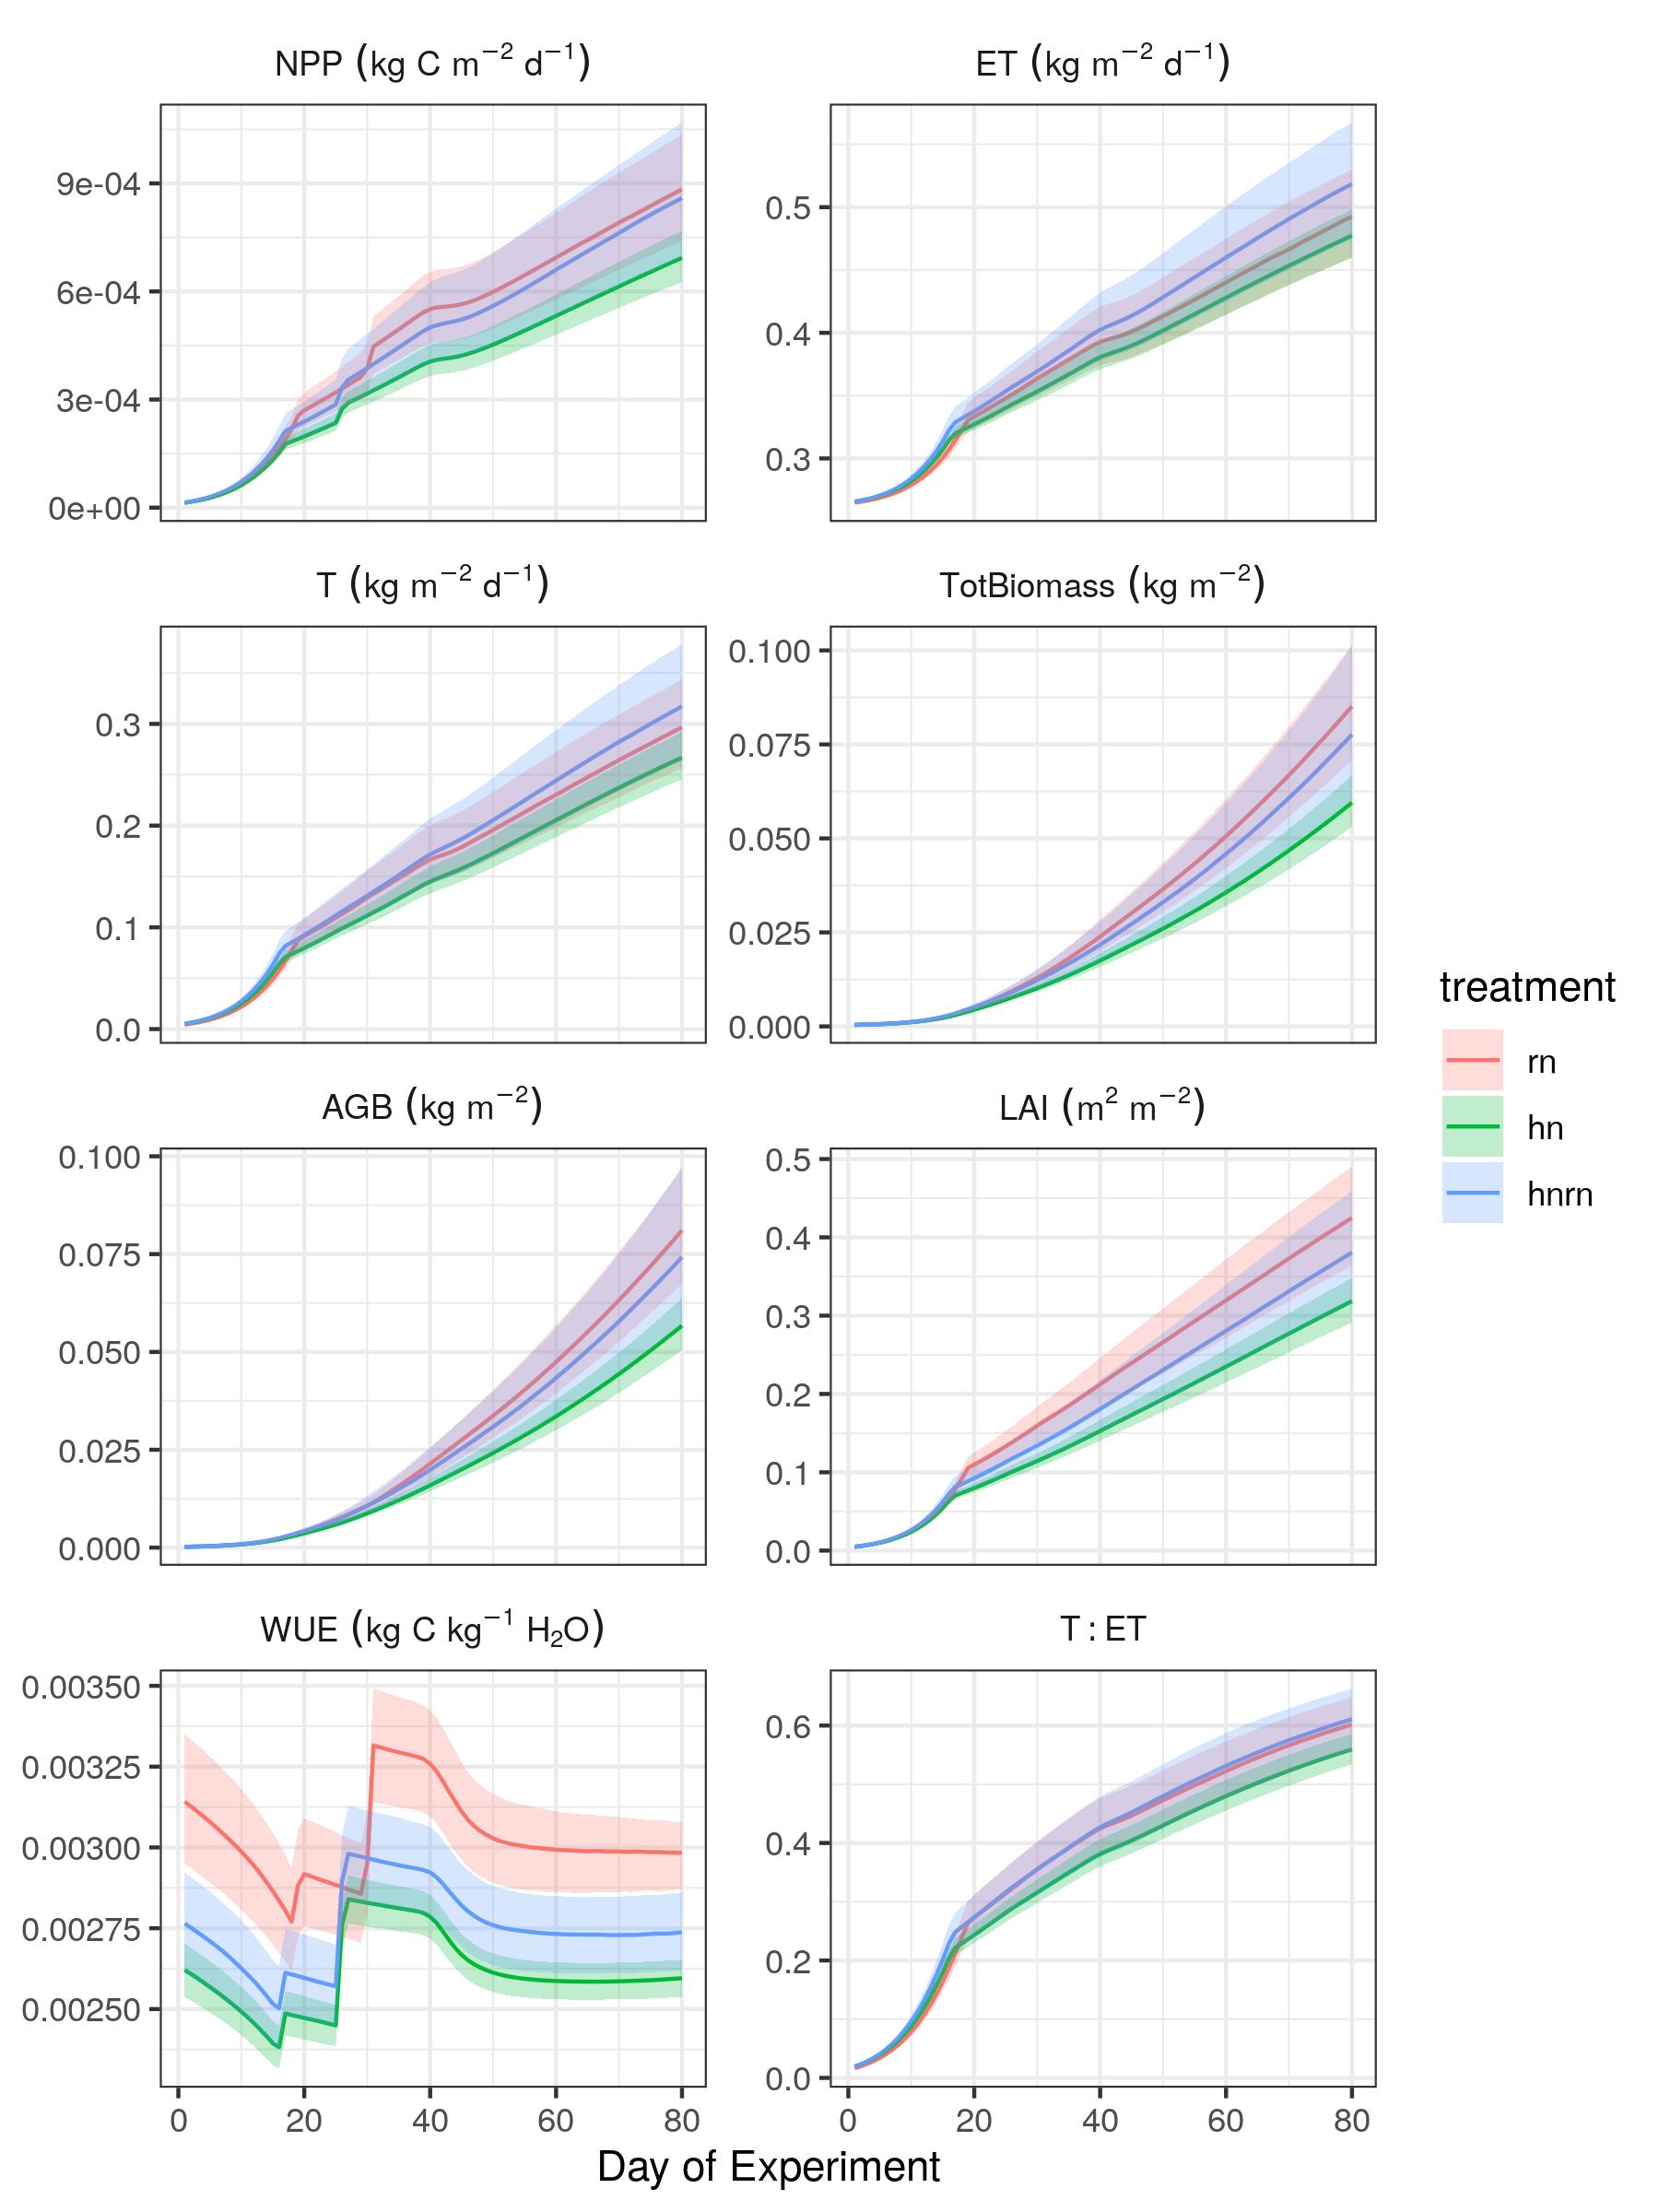 NPP (kg C m⁻² d⁻¹)
9e-04
6e-04
3e-04
0e+00
ET (kg m⁻² d⁻¹)
0.5
0.4
0.3
T (kg m⁻² d⁻¹)
0.3
0.2
0.1
0.0
TotBiomass (kg m⁻²)
0.100
0.075
0.050
0.025
0.000
AGB (kg m⁻²)
0.100
0.075
0.050
0.025
0.000
LAI (m² m⁻²)
0.5
0.4
0.3
0.2
0.1
0.0
WUE (kg C kg⁻¹ H₂O)
0.00350
0.00325
0.00300
0.00275
0.00250
0 20 40 60 80
T : ET
0.6
0.4
0.2
0.0
0 20 40 60 80
Day of Experiment
treatment
rn
hn
hnrn